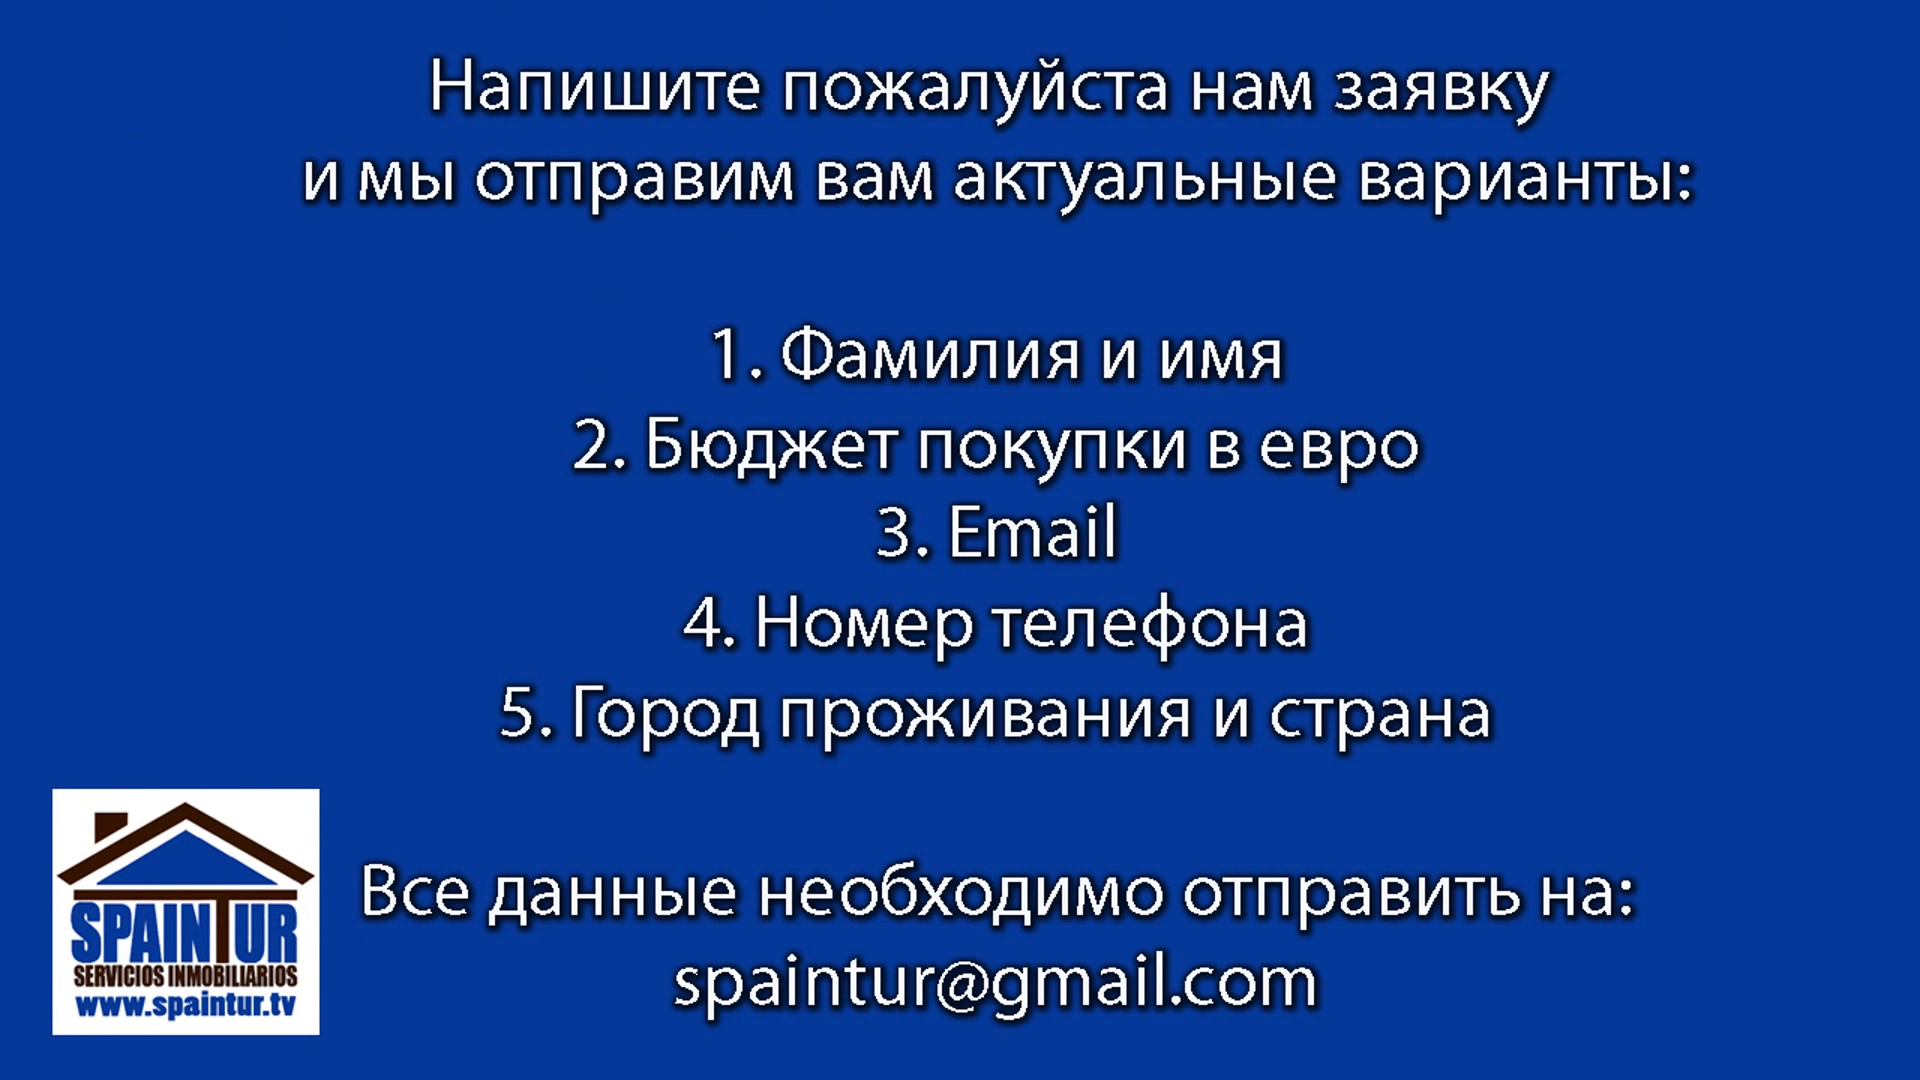 Напишите пожалуйста нам заявку
и мы отправим вам актуальные варианты:
1. Фамилия и имя
2. Бюджет покупки в евро
3. Email
4. Номер телефона
5. Город проживания и страна
Все данные необходимо отправить на:
spaintur@gmail.com
SPAINTUR
SERVICIOS INMOBILIARIOS
www.spaintur.tv